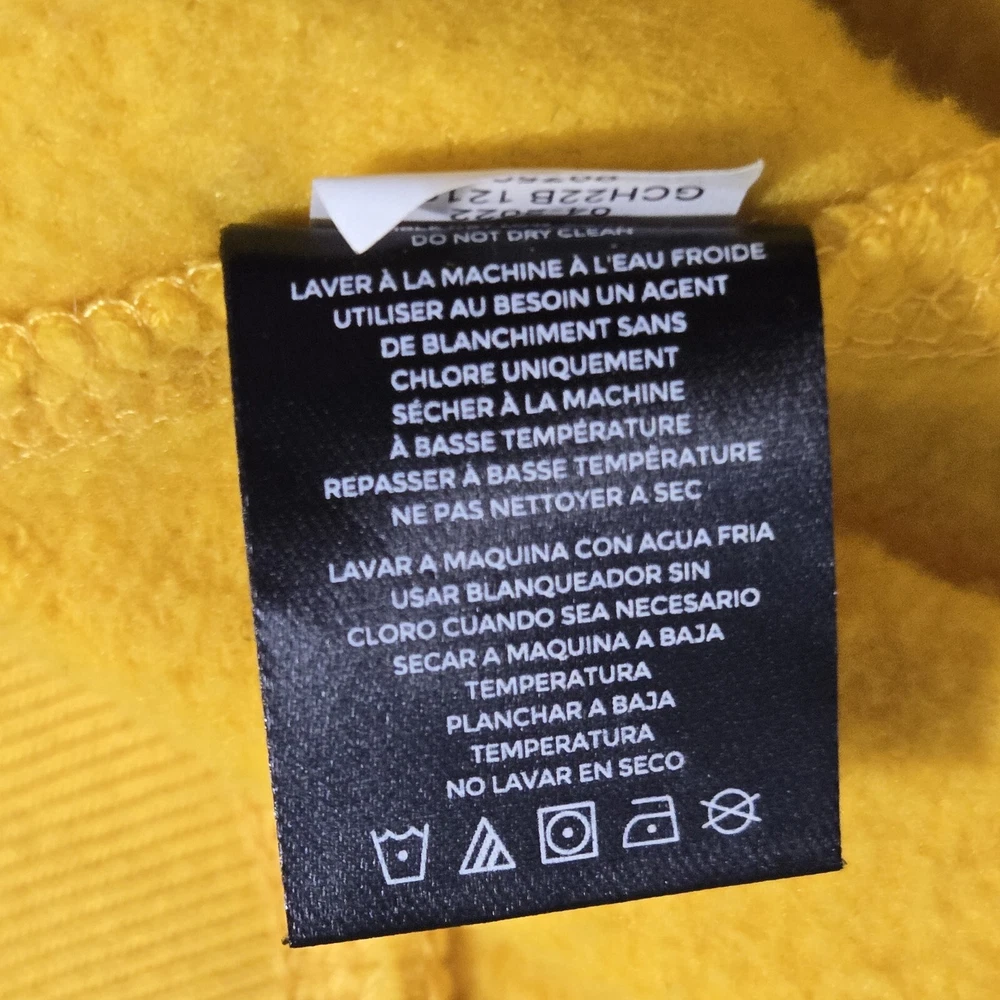 GCH22B 121
DO NOT DRY CLEAN
LAVER À LA MACHINE À L'EAU FROIDE
UTILISER AU BESOIN UN AGENT
DE BLANCHIMENT SANS
CHLORE UNIQUEMENT
SÉCHER À LA MACHINE
À BASSE TEMPÉRATURE
REPASSER À BASSE TEMPÉRATURE
NE PAS NETTOYER A SEC
LAVAR A MAQUINA CON AGUA FRIA
USAR BLANQUEADOR SIN
CLORO CUANDO SEA NECESARIO
SECAR A MAQUINA A BAJA
TEMPERATURA
PLANCHAR A BAJA
TEMPERATURA
NO LAVAR EN SECO